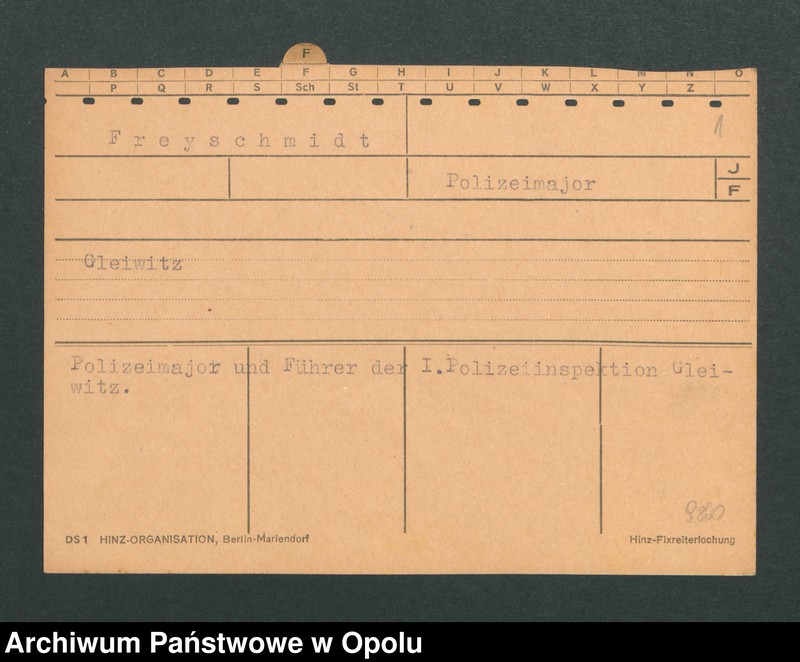 F
A B C D E F G H I J K L M N O
P Q R S Sch St T U V W X Y Z
1
Freyschmidt
Polizeimajor
J
F
Gleiwitz
Polizeimajor und Führer der I.Polizeiinspektion Glei-
witz.
DS1 HINZ-ORGANISATION, Berlin-Mariendorf
Hinz-Fixreiterlochung
Archiwum Państwowe w Opolu